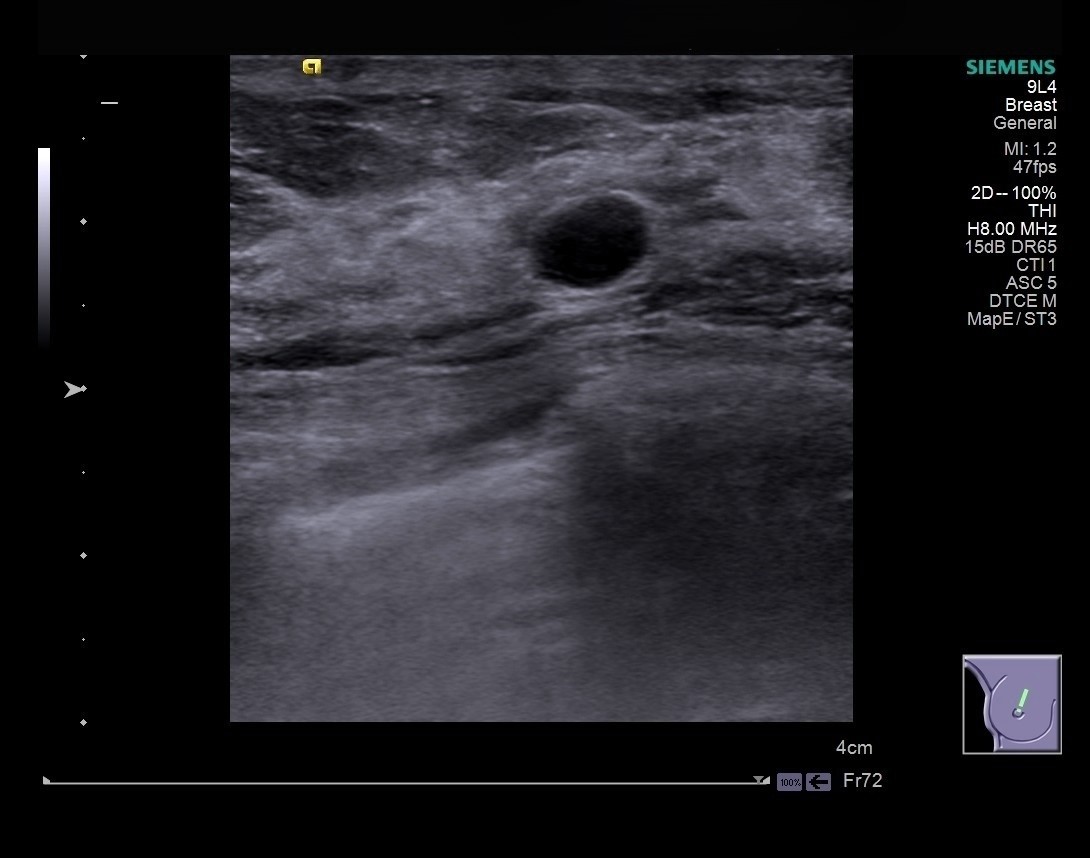 SIEMENS
9L4
Breast
General
MI: 1.2
47fps
2D--100%
THI
H8.00 MHz
15dB DR65
CTI 1
ASC 5
DTCE M
MapE / ST3
4cm
100%
Fr72